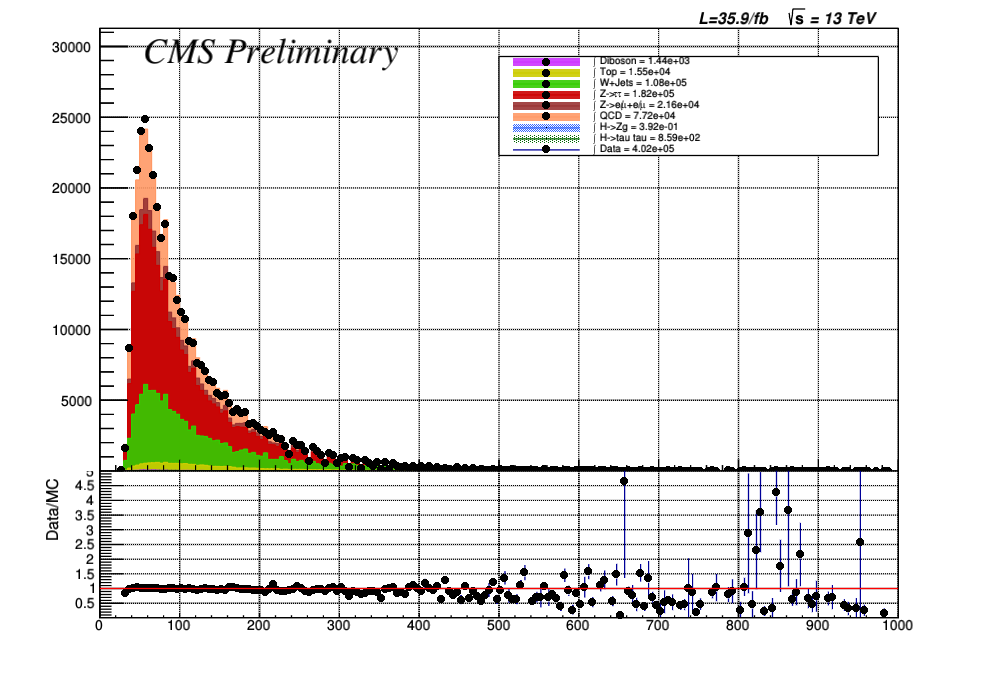 L=35.9/fb √s = 13 TeV
CMS Preliminary
30000
25000
20000
15000
10000
5000
∫ Diboson = 1.44e+03
∫ Top = 1.55e+04
∫ W+Jets = 1.08e+05
∫ Z->ττ = 1.82e+05
∫ Z->e/μ+e/μ = 2.16e+04
∫ QCD = 7.72e+04
∫ H->Zg = 3.92e-01
∫ H->tau tau = 8.59e+02
∫ Data = 4.02e+05
Data/MC
5
4.5
4
3.5
3
2.5
2
1.5
1
0.5
0 100 200 300 400 500 600 700 800 900 1000